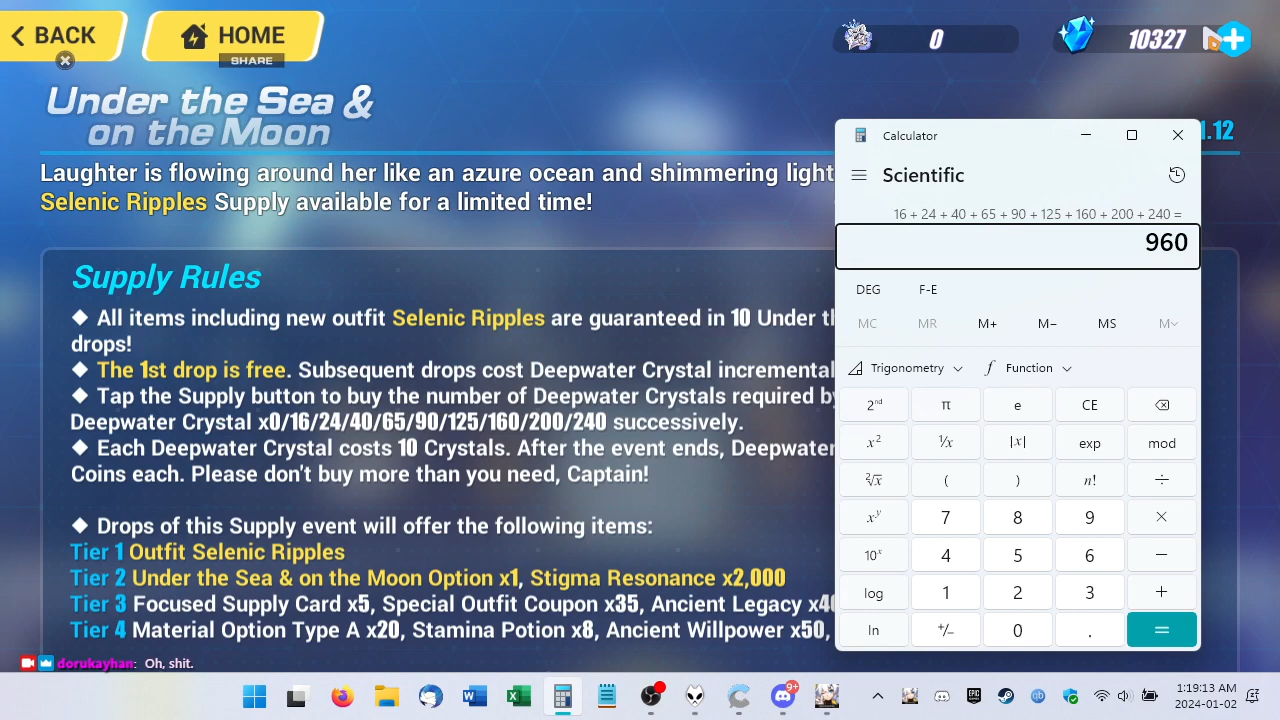 BACK
HOME
SHARE
0
10327
Under the Sea &
on the Moon
1.12
Laughter is flowing around her like an azure ocean and shimmering light
Selenic Ripples Supply available for a limited time!
Supply Rules
◆ All items including new outfit Selenic Ripples are guaranteed in 10 Under
drops!
◆ The 1st drop is free. Subsequent drops cost Deepwater Crystal
◆ Tap the Supply button to buy the number of Deepwater Crystals required
Deepwater Crystal x0/16/24/40/65/90/125/160/200/240 successively.
◆ Each Deepwater Crystal costs 10 Crystals. After the event ends, Deepwater
Coins each. Please don't buy more than you need, Captain!
◆ Drops of this Supply event will offer the following items:
Tier 1 Outfit Selenic Ripples
Tier 2 Under the Sea & on the Moon Option x1, Stigma Resonance x2,000
Tier 3 Focused Supply Card x5, Special Outfit Coupon x35, Ancient Legacy
Tier 4 Material Option Type A x20, Stamina Potion x8, Ancient Willpower x50,
dorukayhan: Oh, shit.
Calculator
Scientific
16 + 24 + 40 + 65 + 90 + 125 + 160 + 200 + 240 =
960
DEG F-E
MC MR M+ M− MS M
Trigonometry f Function
2nd π e CE
x² ¹/x |x| exp mod
²√x ( ) n! ÷
xʸ 7 8 9 ×
10ˣ 4 5 6 −
log 1 2 3 +
ln +/− 0 . =
9+
1:19:13 AM
2024-01-02